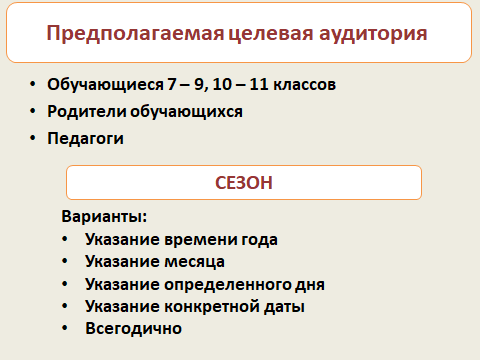 Предполагаемая целевая аудитория
• Обучающиеся 7 – 9, 10 – 11 классов
• Родители обучающихся
• Педагоги
СЕЗОН
Варианты:
• Указание времени года
• Указание месяца
• Указание определенного дня
• Указание конкретной даты
• Всегодично